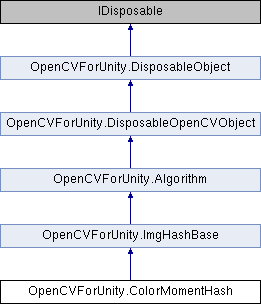 IDisposable
OpenCVForUnity.DisposableObject
OpenCVForUnity.DisposableOpenCVObject
OpenCVForUnity.Algorithm
OpenCVForUnity.ImgHashBase
OpenCVForUnity.ColorMomentHash